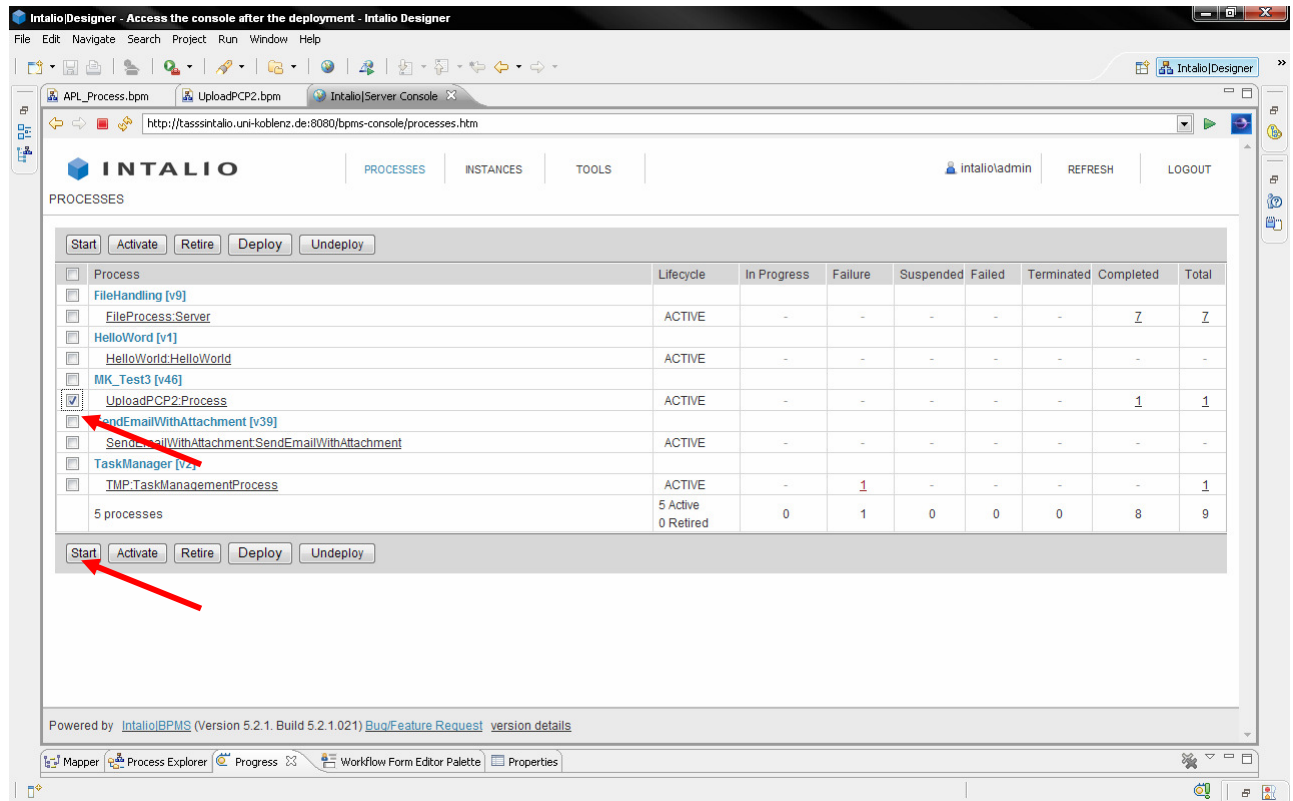 Intalio|Designer - Access the console after the deployment - Intalio Designer
File Edit Navigate Search Project Run Window Help
Intalio|Designer
APL_Process.bpm UploadPCP2.bpm Intalio|Server Console
http://tasssintalio.uni-koblenz.de:8080/bpms-console/processes.htm
INTALIO PROCESSES INSTANCES TOOLS intalio\admin REFRESH LOGOUT
PROCESSES
Start Activate Retire Deploy Undeploy
Process Lifecycle In Progress Failure Suspended Failed Terminated Completed Total
FileHandling [v9]
FileProcess:Server ACTIVE - - - - - 7 7
HelloWord [v1]
HelloWorld:HelloWorld ACTIVE - - - - - - -
MK_Test3 [v46]
UploadPCP2:Process ACTIVE - - - - - 1 1
SendEmailWithAttachment [v39]
SendEmailWithAttachment:SendEmailWithAttachment ACTIVE - - - - - - -
TaskManager [v2]
TMP:TaskManagementProcess ACTIVE - 1 - - - - 1
5 processes 5 Active 0 1 0 0 0 8 9
0 Retired
Start Activate Retire Deploy Undeploy
Powered by Intalio|BPMS (Version 5.2.1. Build 5.2.1.021) Bug/Feature Request version details
Mapper Process Explorer Progress Workflow Form Editor Palette Properties